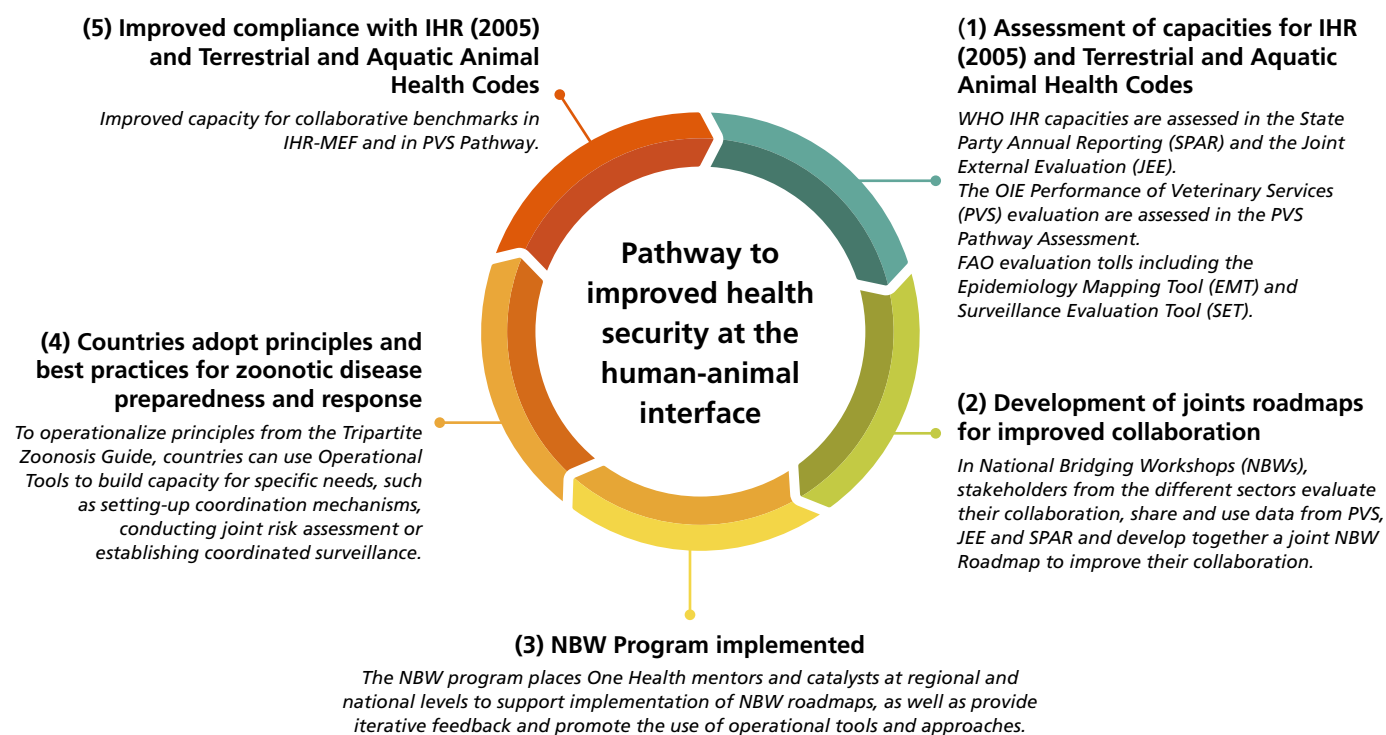 Pathway to
improved health
security at the
human-animal
interface
(1) Assessment of capacities for IHR
(2005) and Terrestrial and Aquatic
Animal Health Codes
WHO IHR capacities are assessed in the State
Party Annual Reporting (SPAR) and the Joint
External Evaluation (JEE).
The OIE Performance of Veterinary Services
(PVS) evaluation are assessed in the PVS
Pathway Assessment.
FAO evaluation tolls including the
Epidemiology Mapping Tool (EMT) and
Surveillance Evaluation Tool (SET).
(2) Development of joints roadmaps
for improved collaboration
In National Bridging Workshops (NBWs),
stakeholders from the different sectors evaluate
their collaboration, share and use data from PVS,
JEE and SPAR and develop together a joint NBW
Roadmap to improve their collaboration.
(3) NBW Program implemented
The NBW program places One Health mentors and catalysts at regional and
national levels to support implementation of NBW roadmaps, as well as provide
iterative feedback and promote the use of operational tools and approaches.
(4) Countries adopt principles and
best practices for zoonotic disease
preparedness and response
To operationalize principles from the Tripartite
Zoonosis Guide, countries can use Operational
Tools to build capacity for specific needs, such
as setting-up coordination mechanisms,
conducting joint risk assessment or
establishing coordinated surveillance.
(5) Improved compliance with IHR (2005)
and Terrestrial and Aquatic Animal
Health Codes
Improved capacity for collaborative benchmarks in
IHR-MEF and in PVS Pathway.